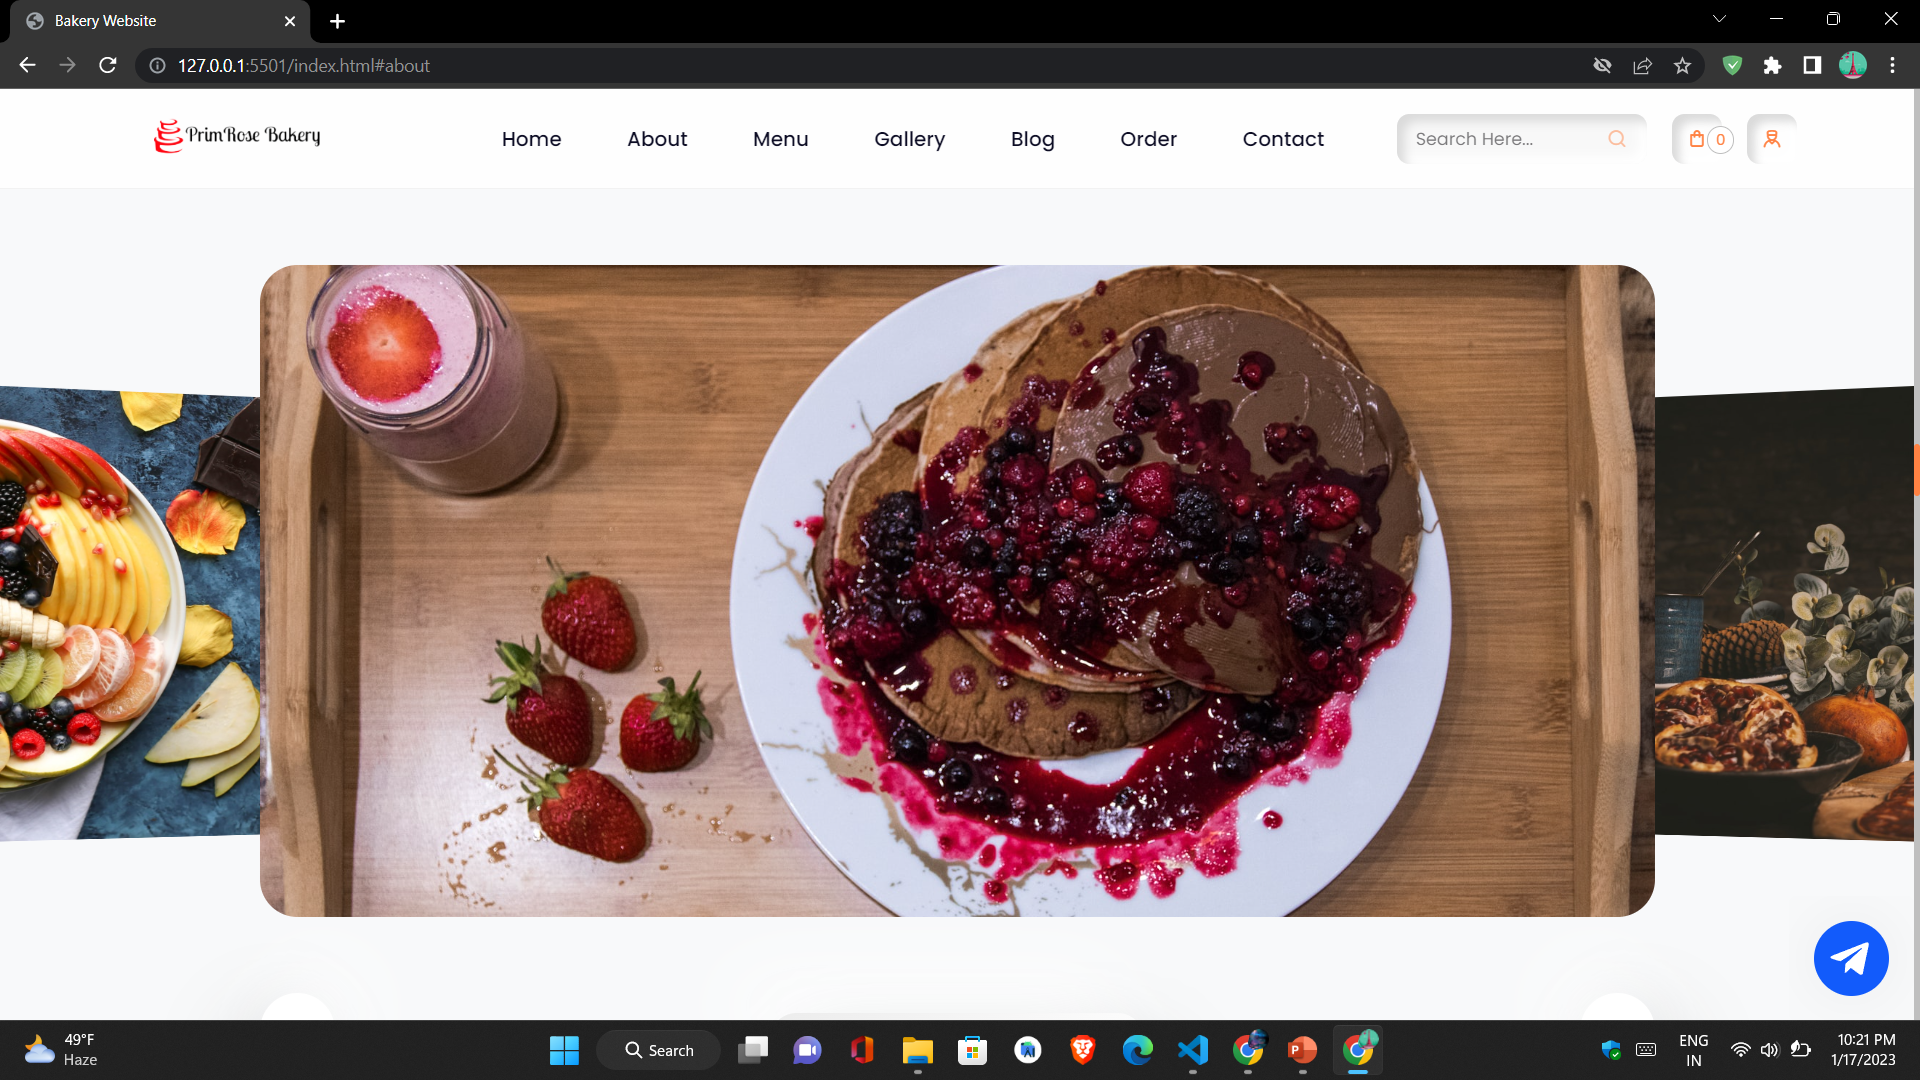 Bakery Website
127.0.0.1:5501/index.html#about
PrimRose Bakery
Home
About
Menu
Gallery
Blog
Order
Contact
Search Here...
0
49°F
Haze
Search
P
ENG
IN
10:21 PM
1/17/2023